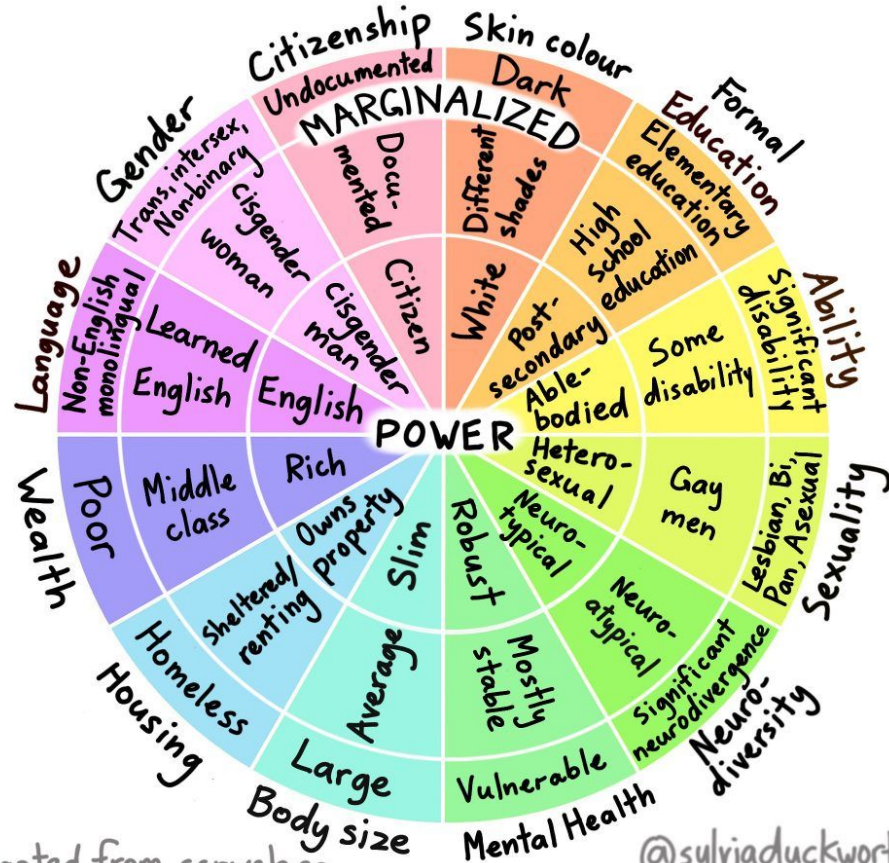 Citizenship
Undocumented
Docu-
mented
Citizen
Skin colour
Dark
Different
shades
White
Formal
Education
Elementary
education
High
school
education
Post-
secondary
Ability
Significant
disability
Some
disability
Able-
bodied
Sexuality
Lesbian, Bi,
Pan, Asexual
Gay
men
Hetero-
sexual
Neuro-
diversity
Significant
neurodivergence
Neuro-
atypical
Neuro-
typical
Mental Health
Vulnerable
Mostly
stable
Robust
Body size
Large
Average
Slim
Housing
Homeless
Sheltered/
renting
Owns
property
Wealth
Poor
Middle
class
Rich
Language
Non-English
monolingual
Learned
English
English
Gender
Trans, intersex,
Non-binary
cisgender
woman
cisgender
man
MARGINALIZED
POWER